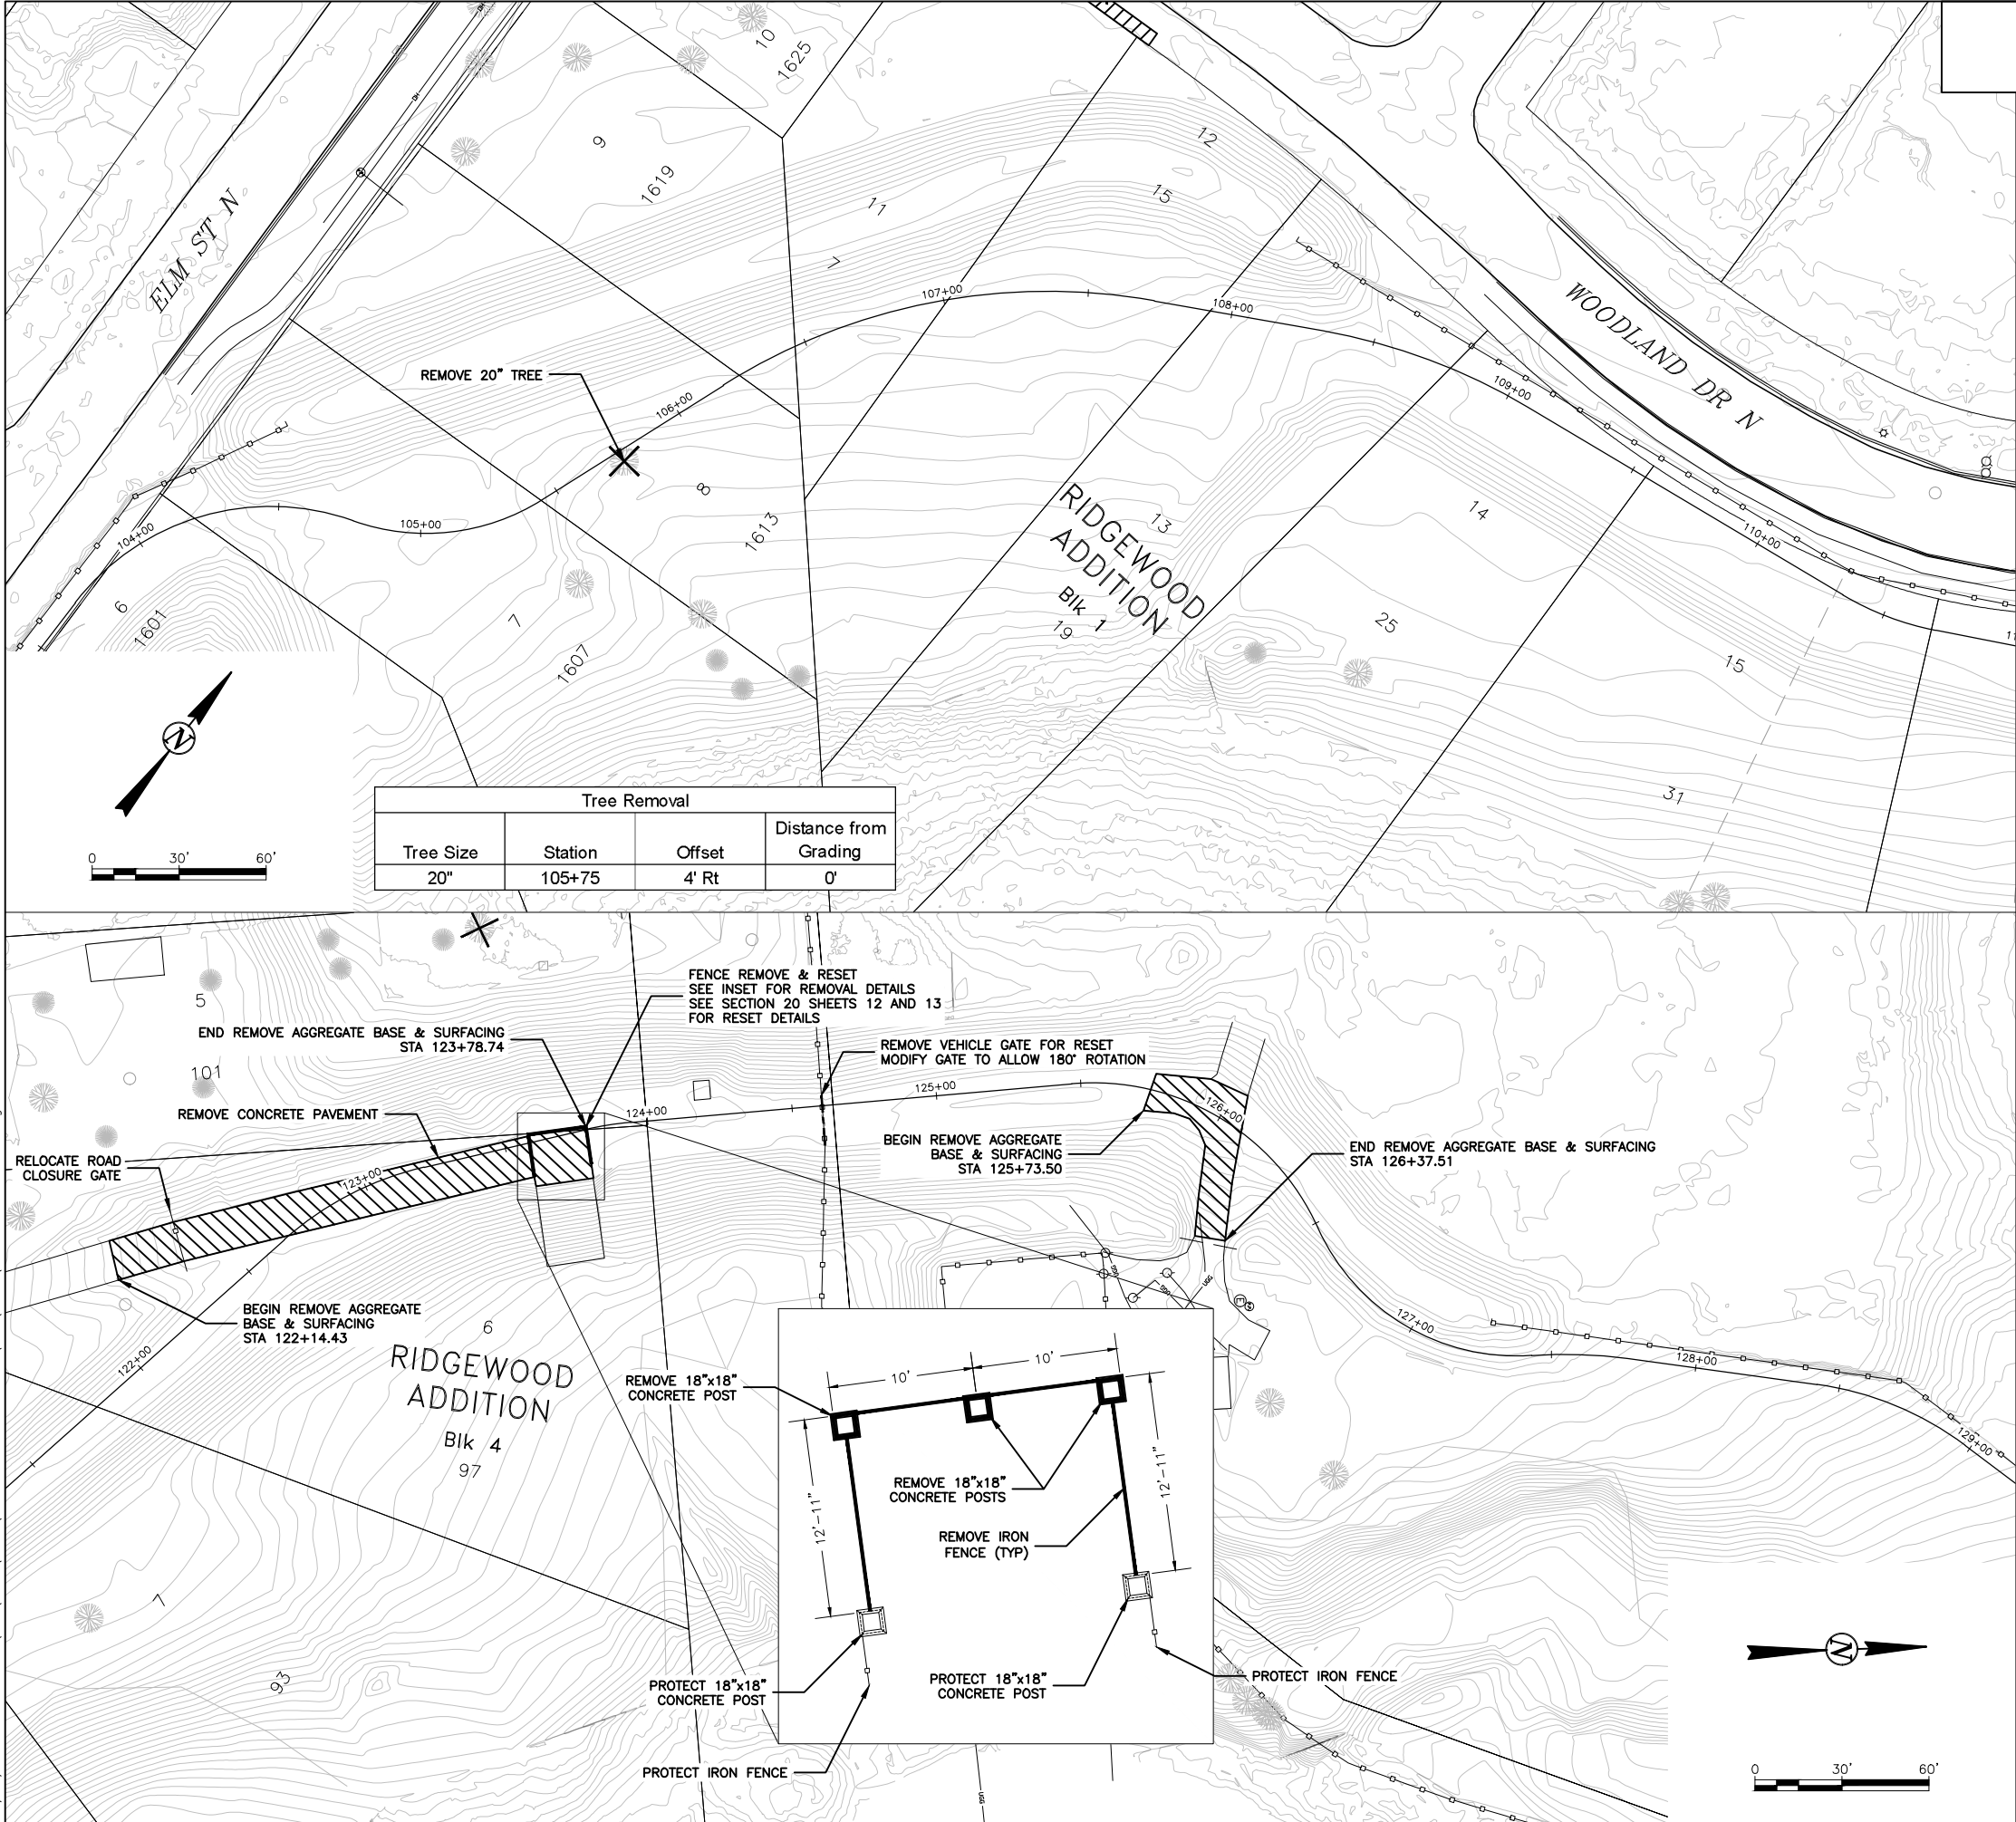 10
1625
9
1619
12
15
11
7
ELM ST N
107+00
108+00
WOODLAND DR N
REMOVE 20" TREE
106+00
109+00
8
1613
105+00
104+00
RIDGEWOOD
ADDITION
Blk 1
13
19
14
110+00
6
1601
7
1607
25
15
31
N
0 30' 60'
Tree Removal
Tree Size Station Offset Distance from Grading
20" 105+75 4' Rt 0'
5
101
FENCE REMOVE & RESET
SEE INSET FOR REMOVAL DETAILS
SEE SECTION 20 SHEETS 12 AND 13
FOR RESET DETAILS
END REMOVE AGGREGATE BASE & SURFACING
STA 123+78.74
REMOVE VEHICLE GATE FOR RESET
MODIFY GATE TO ALLOW 180° ROTATION
REMOVE CONCRETE PAVEMENT
124+00
125+00
126+00
RELOCATE ROAD
CLOSURE GATE
123+00
BEGIN REMOVE AGGREGATE
BASE & SURFACING
STA 125+73.50
END REMOVE AGGREGATE BASE & SURFACING
STA 126+37.51
BEGIN REMOVE AGGREGATE
BASE & SURFACING
STA 122+14.43
122+00
6
RIDGEWOOD
ADDITION
Blk 4
97
7
93
127+00
128+00
129+00
REMOVE 18"x18"
CONCRETE POST
10'
10'
12'-11"
12'-11"
REMOVE 18"x18"
CONCRETE POSTS
REMOVE IRON
FENCE (TYP)
PROTECT 18"x18"
CONCRETE POST
PROTECT 18"x18"
CONCRETE POST
PROTECT IRON FENCE
PROTECT IRON FENCE
N
0 30' 60'